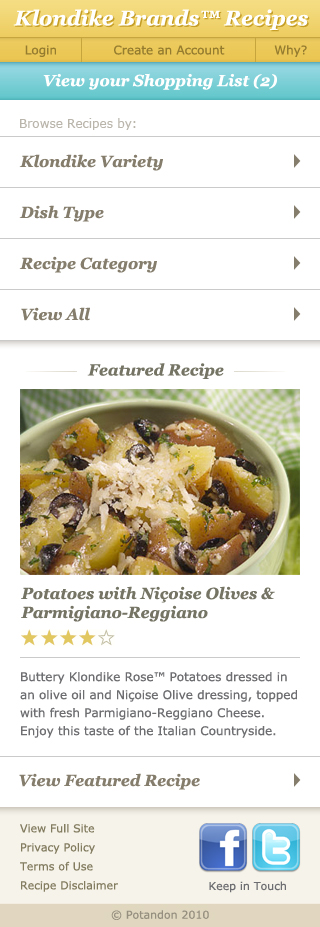 Klondike Brands™ Recipes
Login
Create an Account
Why?
View your Shopping List (2)
Browse Recipes by:
Klondike Variety
Dish Type
Recipe Category
View All
Featured Recipe
Potatoes with Niçoise Olives &
Parmigiano-Reggiano
Buttery Klondike Rose™ Potatoes dressed in
an olive oil and Niçoise Olive dressing, topped
with fresh Parmigiano-Reggiano Cheese.
Enjoy this taste of the Italian Countryside.
View Featured Recipe
View Full Site
Privacy Policy
Terms of Use
Recipe Disclaimer
f
t
Keep in Touch
© Potandon 2010